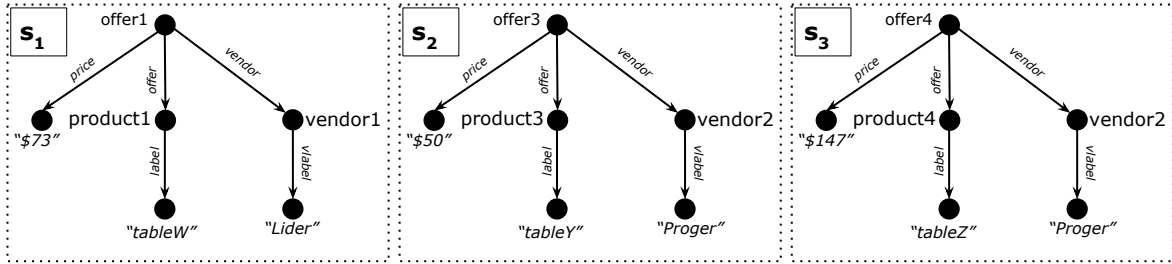 s1
offer1
price
offer
vendor
product1
vendor1
“$73”
label
vlabel
“tableW”
“Lider”
s2
offer3
price
offer
vendor
product3
vendor2
“$50”
label
vlabel
“tableY”
“Proger”
s3
offer4
price
offer
vendor
product4
vendor2
“$147”
label
vlabel
“tableZ”
“Proger”